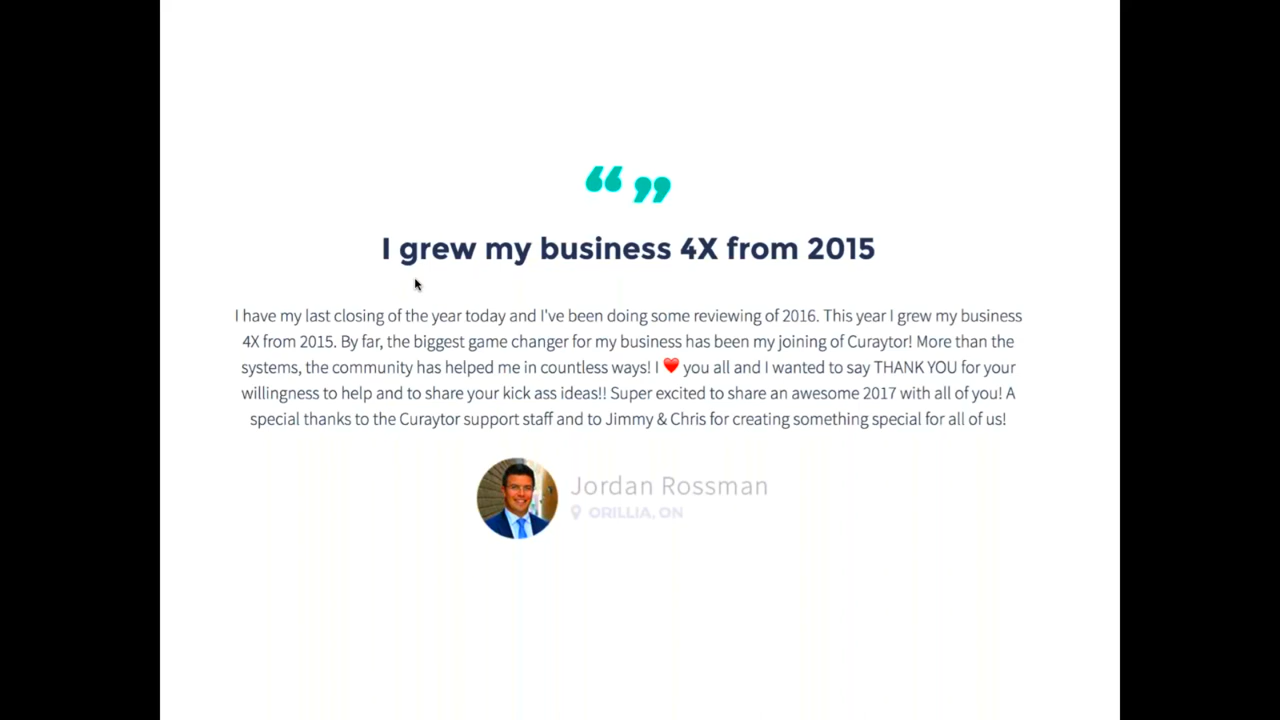 “ ”
I grew my business 4X from 2015
I have my last closing of the year today and I've been doing some reviewing of 2016. This year I grew my business
4X from 2015. By far, the biggest game changer for my business has been my joining of Curaytor! More than the
systems, the community has helped me in countless ways! I ❤️ you all and I wanted to say THANK YOU for your
willingness to help and to share your kick ass ideas!! Super excited to share an awesome 2017 with all of you! A
special thanks to the Curaytor support staff and to Jimmy & Chris for creating something special for all of us!
Jordan Rossman
ORILLIA, ON